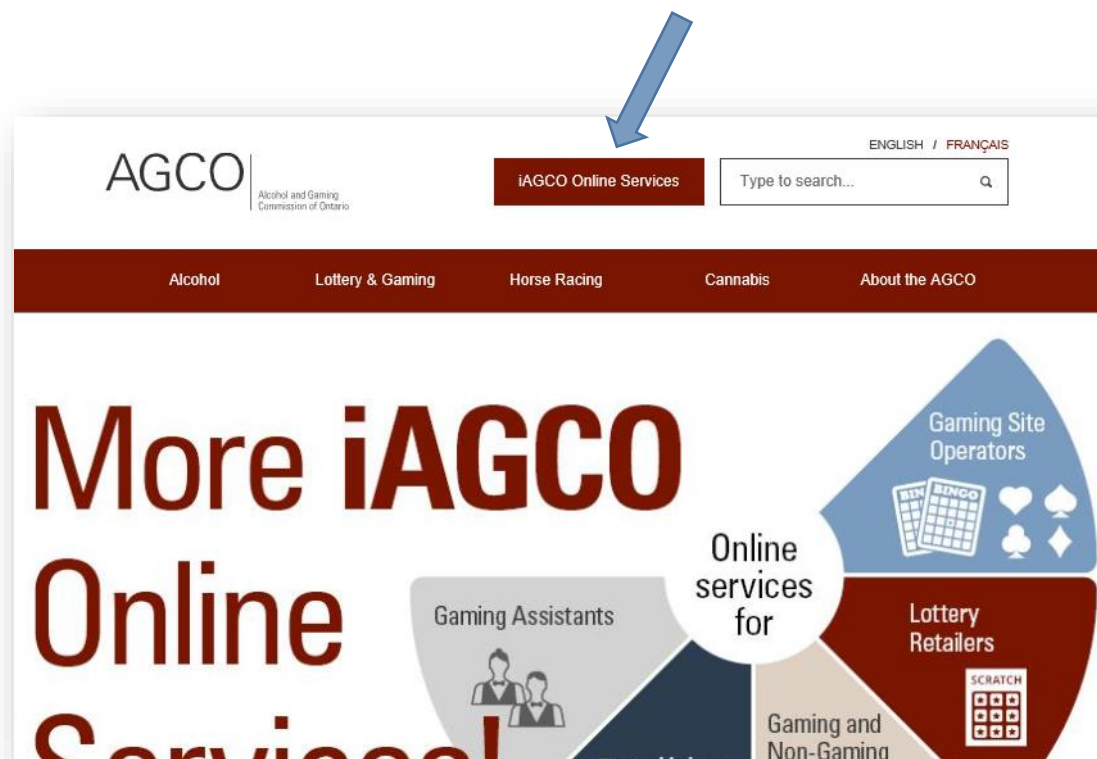 ENGLISH / FRANÇAIS
AGCO
Alcohol and Gaming
Commission of Ontario
iAGCO Online Services
Type to search...
Alcohol
Lottery & Gaming
Horse Racing
Cannabis
About the AGCO
More iAGCO
Online
Services!
Online
services
for
Gaming Site
Operators
BINGO
Gaming Assistants
Lottery
Retailers
SCRATCH
Gaming and
Non-Gaming